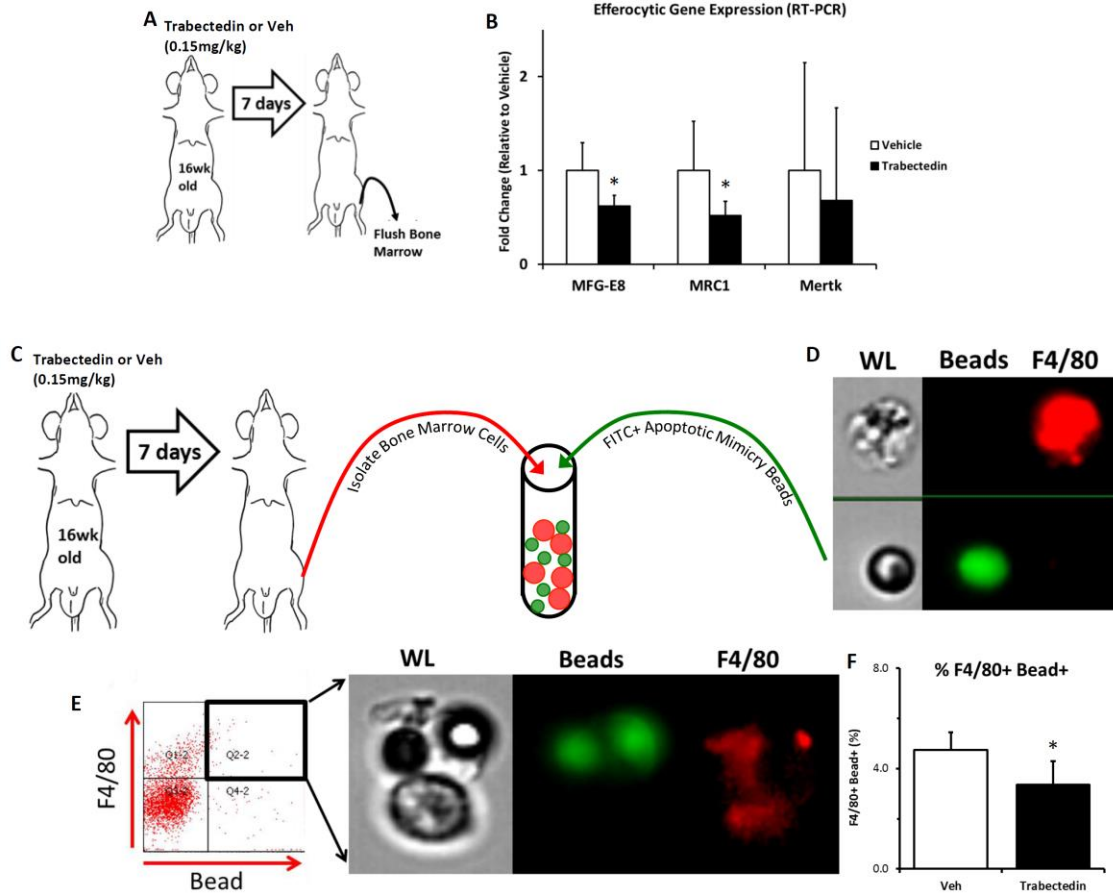 A
Trabectedin or Veh
(0.15mg/kg)
7 days
16wk
old
Flush Bone
Marrow
B
Efferocytic Gene Expression (RT-PCR)
Fold Change (Relative to Vehicle)
2
1
0
*
*
MFG-E8
MRC1
Mertk
Vehicle
Trabectedin
C
Trabectedin or Veh
(0.15mg/kg)
7 days
16wk
old
Isolate Bone Marrow Cells
FITC+ Apoptotic Mimicry Beads
D
WL
Beads
F4/80
E
F4/80
Q1-2
Q2-2
Q4-2
Bead
WL
Beads
F4/80
F
% F4/80+ Bead+
F4/80+ Bead+ (%)
8.0
4.0
0.0
*
Veh
Trabectedin